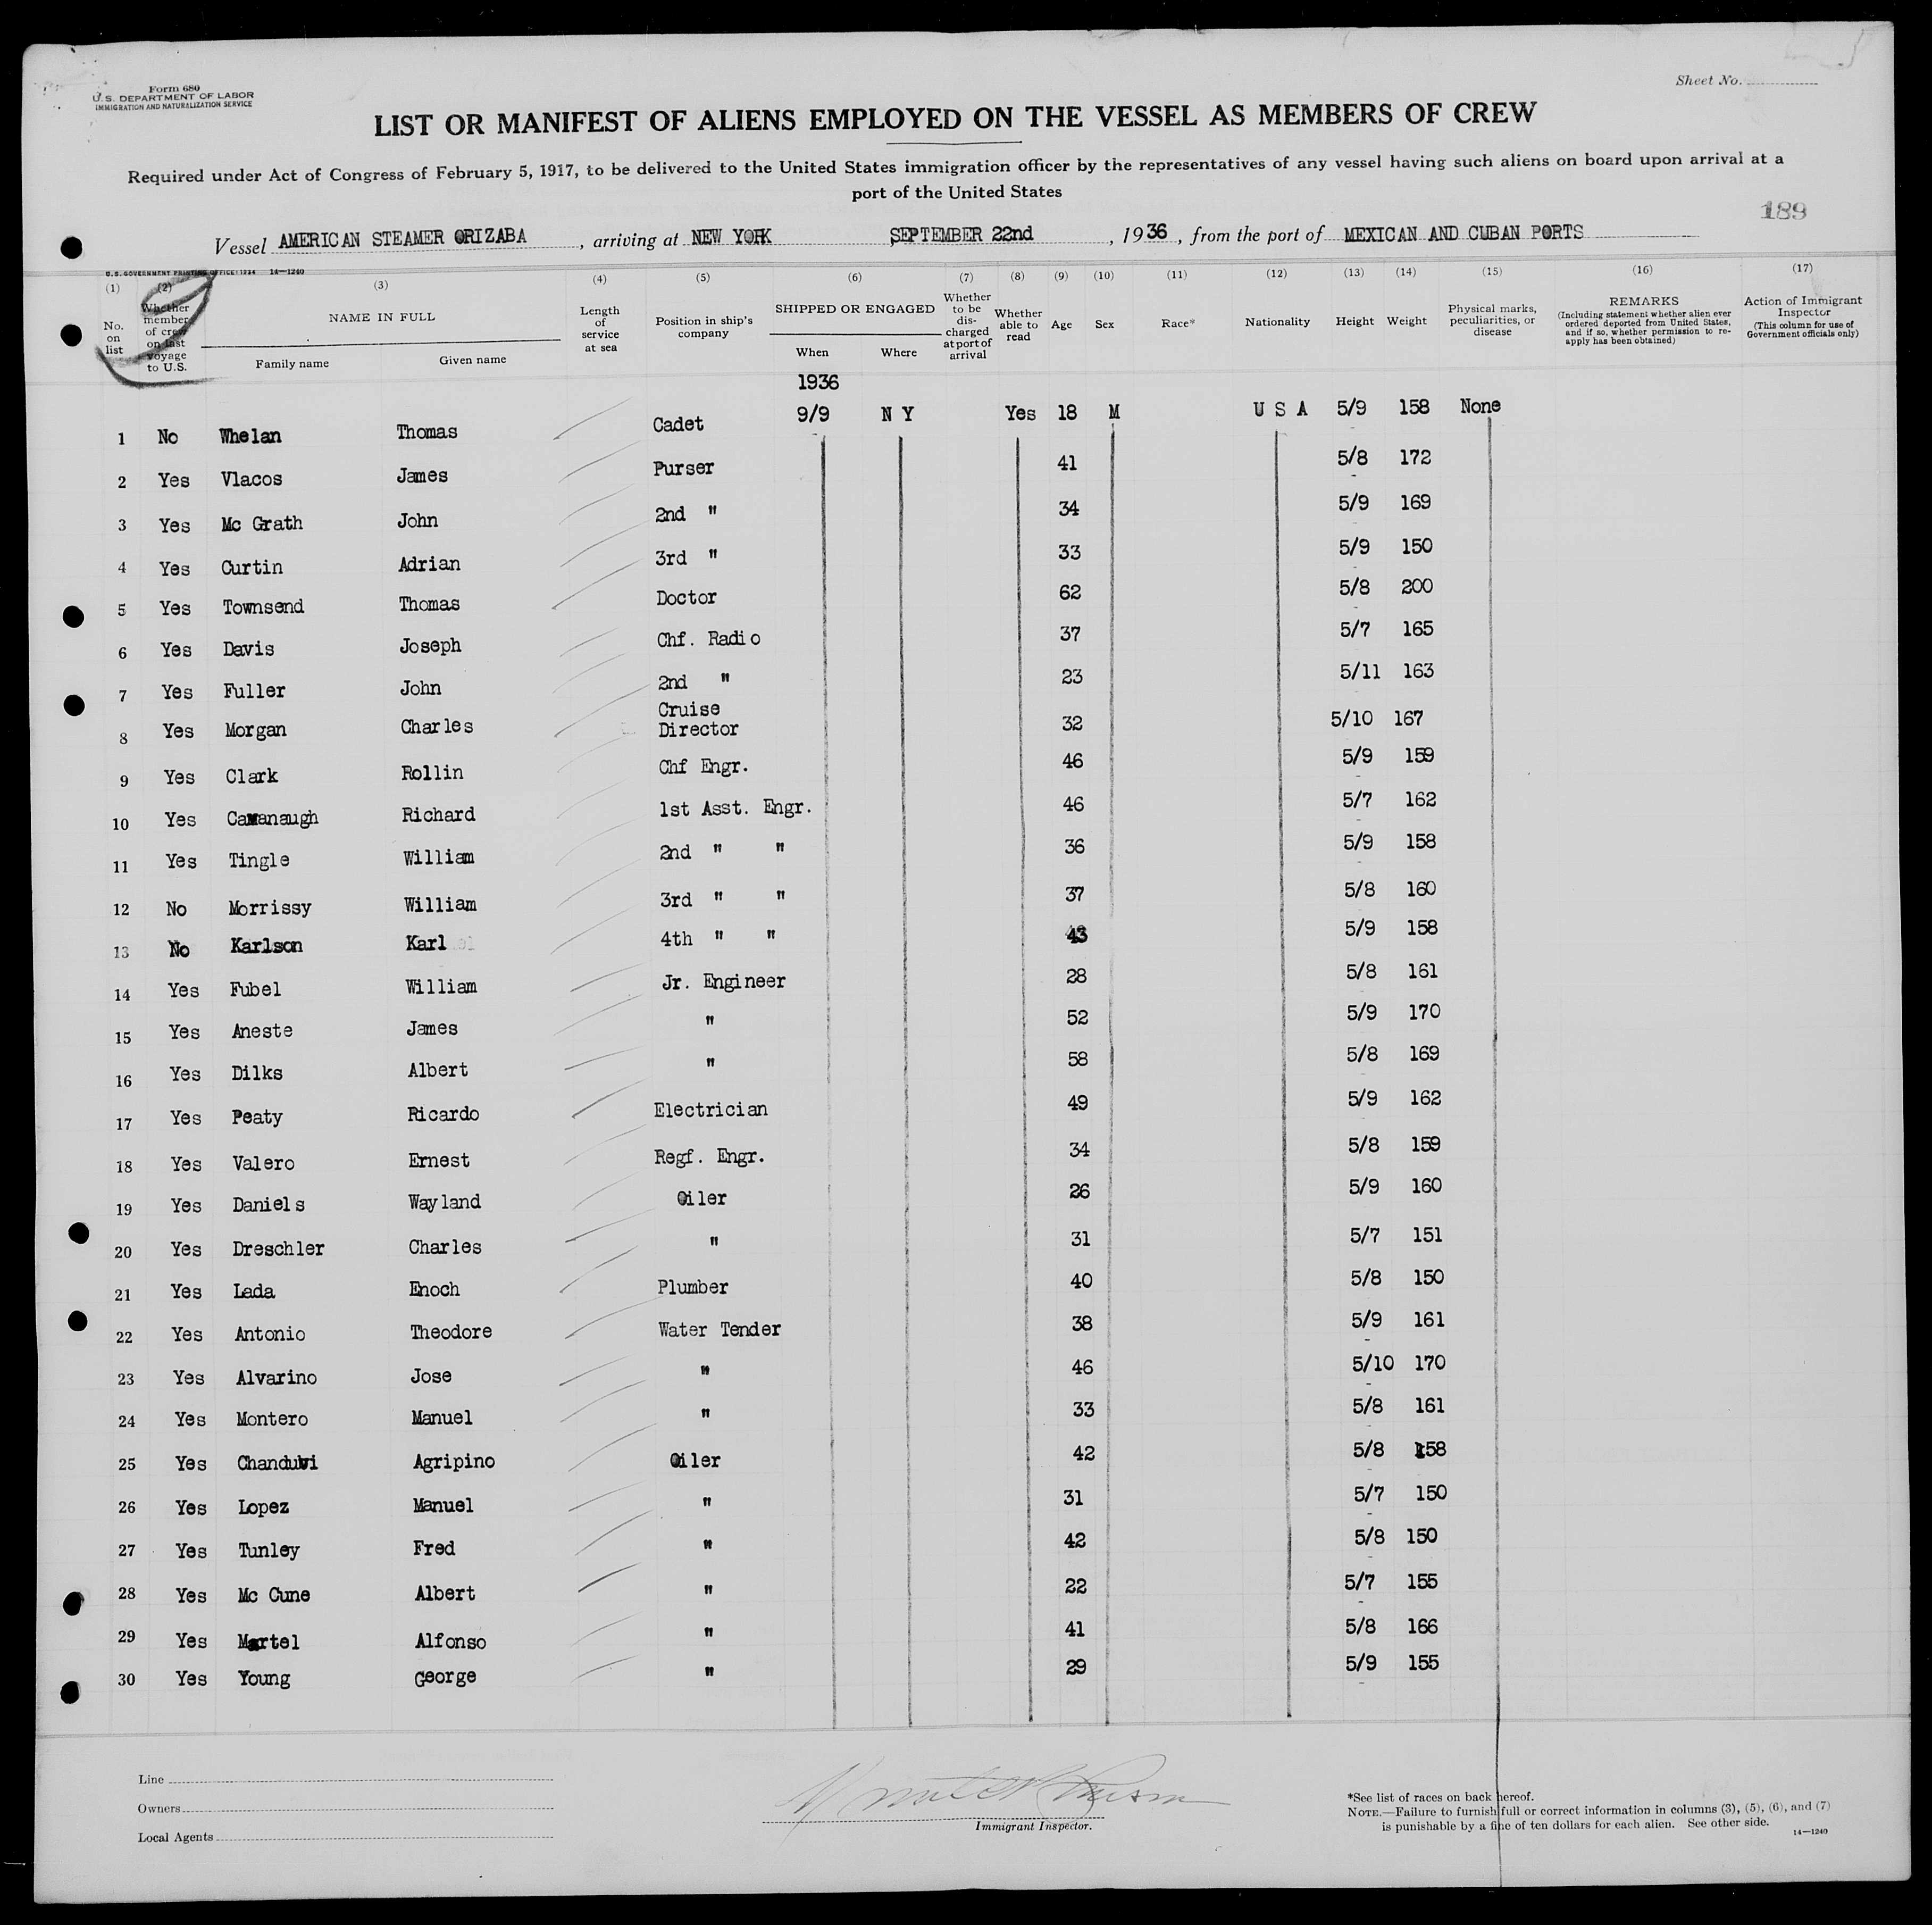 Form 680
U. S. DEPARTMENT OF LABOR
IMMIGRATION AND NATURALIZATION SERVICE
Sheet No.
LIST OR MANIFEST OF ALIENS EMPLOYED ON THE VESSEL AS MEMBERS OF CREW
Required under Act of Congress of February 5, 1917, to be delivered to the United States immigration officer by the representatives of any vessel having such aliens on board upon arrival at a
port of the United States
189
Vessel AMERICAN STEAMER ORIZABA, arriving at NEW YORK SEPTEMBER 22nd, 1936, from the port of MEXICAN AND CUBAN PORTS
U. S. GOVERNMENT PRINTING OFFICE: 1934 14—1240
(1) No. on list
(2) Whether member of crew on last voyage to U.S.
(3) NAME IN FULL Family name Given name
(4) Length of service at sea
(5) Position in ship's company
(6) SHIPPED OR ENGAGED When Where
(7) Whether to be discharged at port of arrival
(8) Whether able to read
(9) Age
(10) Sex
(11) Race*
(12) Nationality
(13) Height
(14) Weight
(15) Physical marks, peculiarities, or disease
(16) REMARKS (Including statement whether alien ever ordered deported from United States, and if so, whether permission to re-apply has been obtained)
(17) Action of Immigrant Inspector (This column for use of Government officials only)
1936
1 No Whelan Thomas Cadet 9/9 N Y Yes 18 M U S A 5/9 158 None
2 Yes Vlacos James Purser 41 5/8 172
3 Yes Mc Grath John 2nd " 34 5/9 169
4 Yes Curtin Adrian 3rd " 33 5/9 150
5 Yes Townsend Thomas Doctor 62 5/8 200
6 Yes Davis Joseph Chf. Radio 37 5/7 165
7 Yes Fuller John 2nd " 23 5/11 163
8 Yes Morgan Charles Cruise Director 32 5/10 167
9 Yes Clark Rollin Chf Engr. 46 5/9 159
10 Yes Cavanaugh Richard 1st Asst. Engr. 46 5/7 162
11 Yes Tingle William 2nd " " 36 5/9 158
12 No Morrissy William 3rd " " 37 5/8 160
13 No Karlson Karl 4th " " 43 5/9 158
14 Yes Fubel William Jr. Engineer 28 5/8 161
15 Yes Aneste James " 52 5/9 170
16 Yes Dilks Albert " 58 5/8 169
17 Yes Peaty Ricardo Electrician 49 5/9 162
18 Yes Valero Ernest Regf. Engr. 34 5/8 159
19 Yes Daniels Wayland Oiler 26 5/9 160
20 Yes Dreschler Charles " 31 5/7 151
21 Yes Lada Enoch Plumber 40 5/8 150
22 Yes Antonio Theodore Water Tender 38 5/9 161
23 Yes Alvarino Jose " 46 5/10 170
24 Yes Montero Manuel " 33 5/8 161
25 Yes Chanduvi Agripino Oiler 42 5/8 158
26 Yes Lopez Manuel " 31 5/7 150
27 Yes Tunley Fred " 42 5/8 150
28 Yes Mc Cune Albert " 22 5/7 155
29 Yes Martel Alfonso " 41 5/8 166
30 Yes Young George " 29 5/9 155
Line
Owners
Local Agents
Immigrant Inspector.
*See list of races on back hereof.
NOTE.—Failure to furnish full or correct information in columns (3), (5), (6), and (7)
is punishable by a fine of ten dollars for each alien. See other side.
14—1240